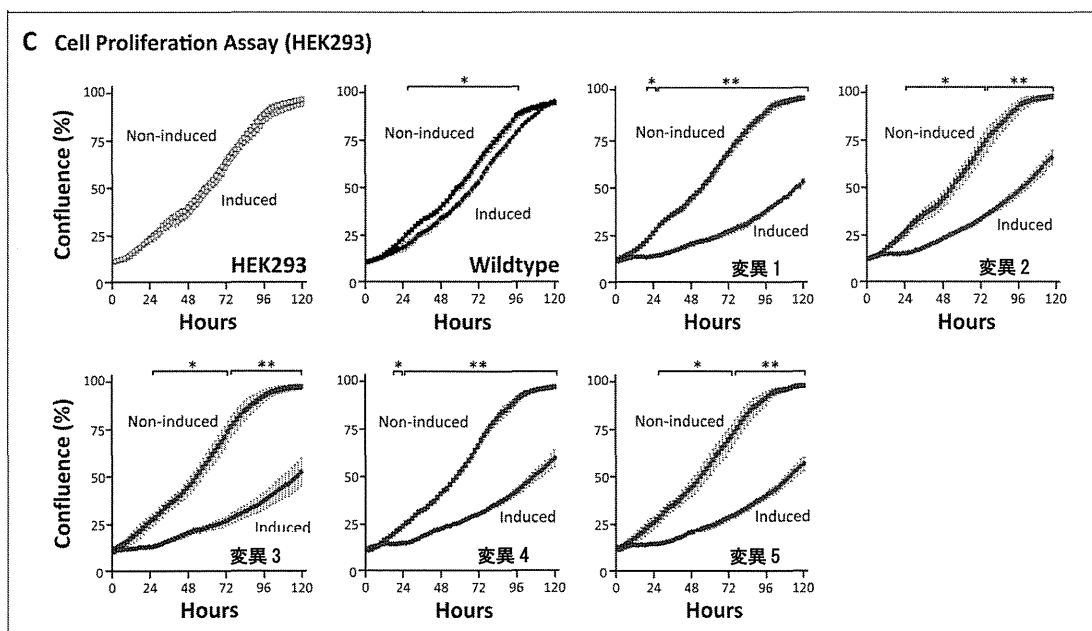 C Cell Proliferation Assay (HEK293)
Confluence (%)
100
75
50
25
0
Non-induced
Induced
HEK293
0 24 48 72 96 120
Hours
*
100
75
50
25
0
Non-induced
Induced
Wildtype
0 24 48 72 96 120
Hours
* **
100
75
50
25
0
Non-induced
Induced
変異 1
0 24 48 72 96 120
Hours
* **
100
75
50
25
0
Non-induced
Induced
変異 2
0 24 48 72 96 120
Hours
Confluence (%)
* **
100
75
50
25
0
Non-induced
Induced
変異 3
0 24 48 72 96 120
Hours
* **
100
75
50
25
0
Non-induced
Induced
変異 4
0 24 48 72 96 120
Hours
* **
100
75
50
25
0
Non-induced
Induced
変異 5
0 24 48 72 96 120
Hours